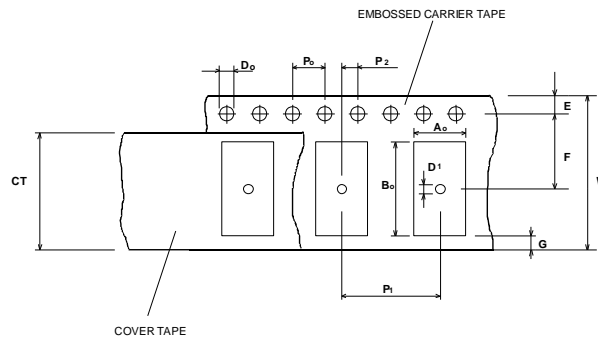 EMBOSSED CARRIER TAPE
Do
Po
P2
E
Ao
CT
D1
F
Bo
G
P1
COVER TAPE